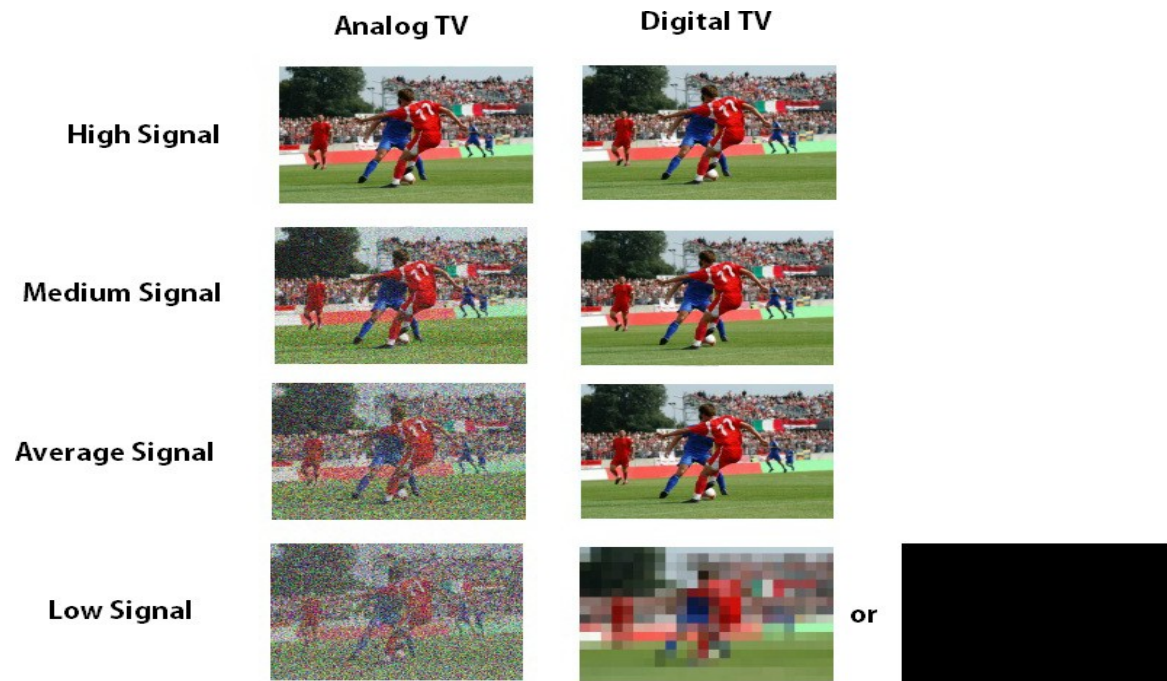 Analog TV
Digital TV
High Signal
Medium Signal
Average Signal
Low Signal
or